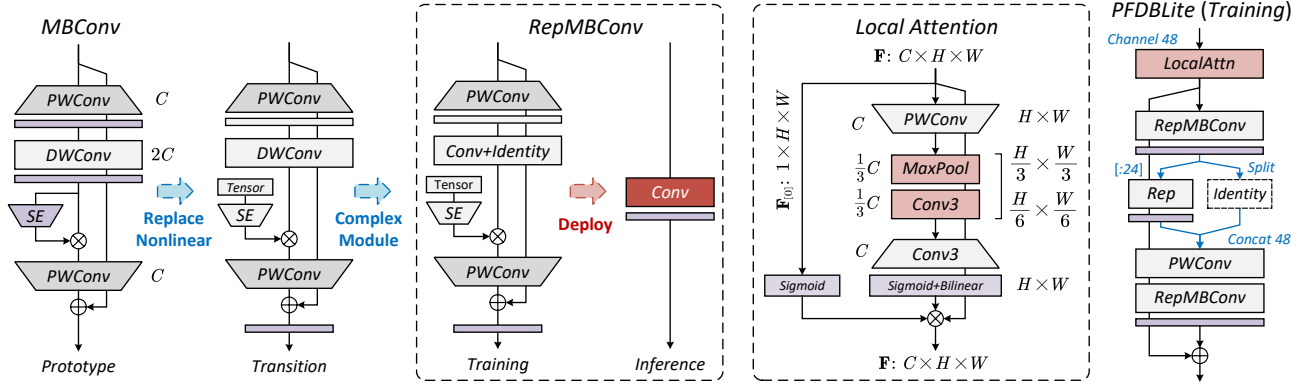 MBConv
PWConv
C
DWConv
2C
SE
PWConv
C
Prototype
Replace
Nonlinear
PWConv
DWConv
Tensor
SE
PWConv
Transition
Complex
Module
RepMBConv
PWConv
Conv+Identity
Tensor
SE
PWConv
Training
Deploy
Conv
Inference
Local Attention
F: C × H × W
F[0]: 1 × H × W
PWConv
C
H × W
1/3 C
MaxPool
H/3 × W/3
1/3 C
Conv3
H/6 × W/6
C
Conv3
Sigmoid
Sigmoid+Bilinear
H × W
F: C × H × W
PFDBLite (Training)
Channel 48
LocalAttn
RepMBConv
[:24]
Split
Rep
Identity
Concat 48
PWConv
RepMBConv